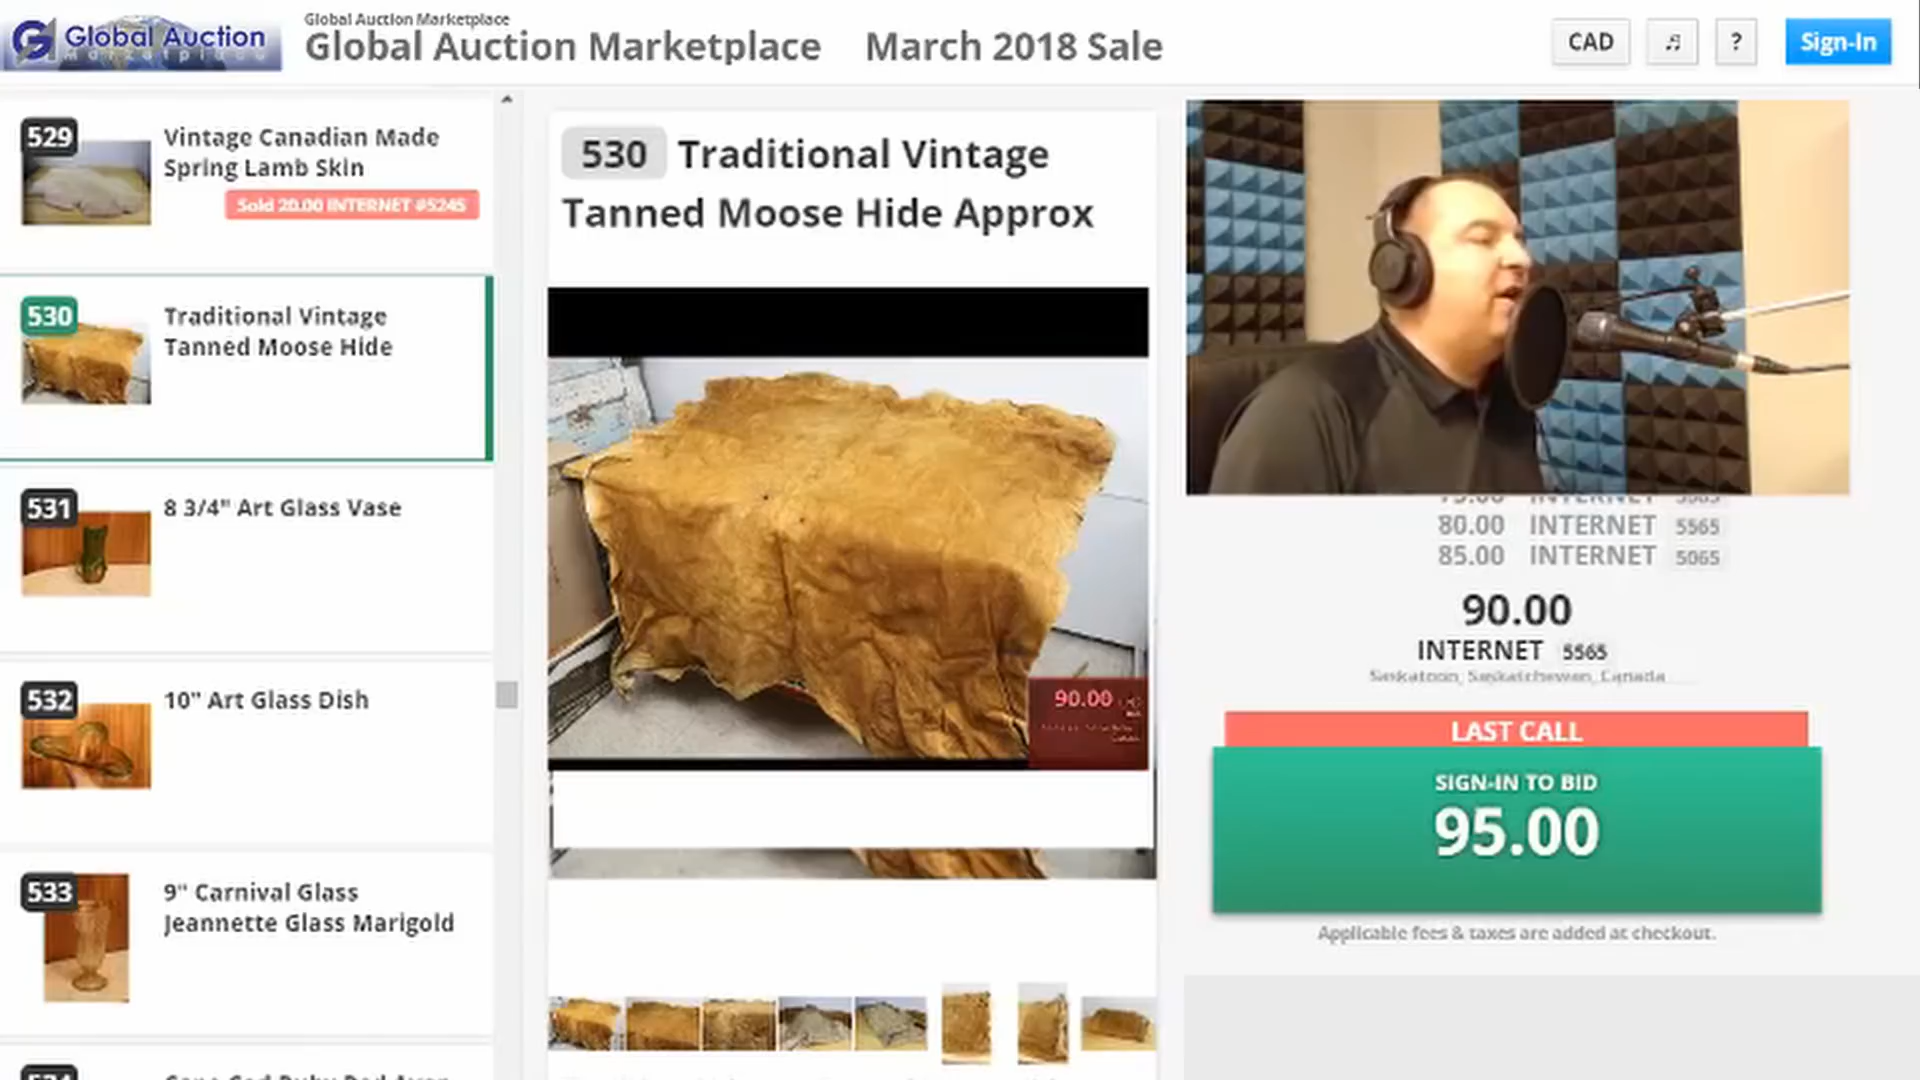 Global Auction
Marketplace
Global Auction Marketplace
Global Auction Marketplace March 2018 Sale
CAD
?
Sign-In
529
Vintage Canadian Made
Spring Lamb Skin
Sold 20.00 INTERNET #5245
530
Traditional Vintage
Tanned Moose Hide
531
8 3/4" Art Glass Vase
532
10" Art Glass Dish
533
9" Carnival Glass
Jeannette Glass Marigold
530 Traditional Vintage
Tanned Moose Hide Approx
90.00
INTERNET
80.00 INTERNET 5565
85.00 INTERNET 5065
90.00
INTERNET 5565
Saskatoon, Saskatchewan, Canada
LAST CALL
SIGN-IN TO BID
95.00
Applicable fees & taxes are added at checkout.